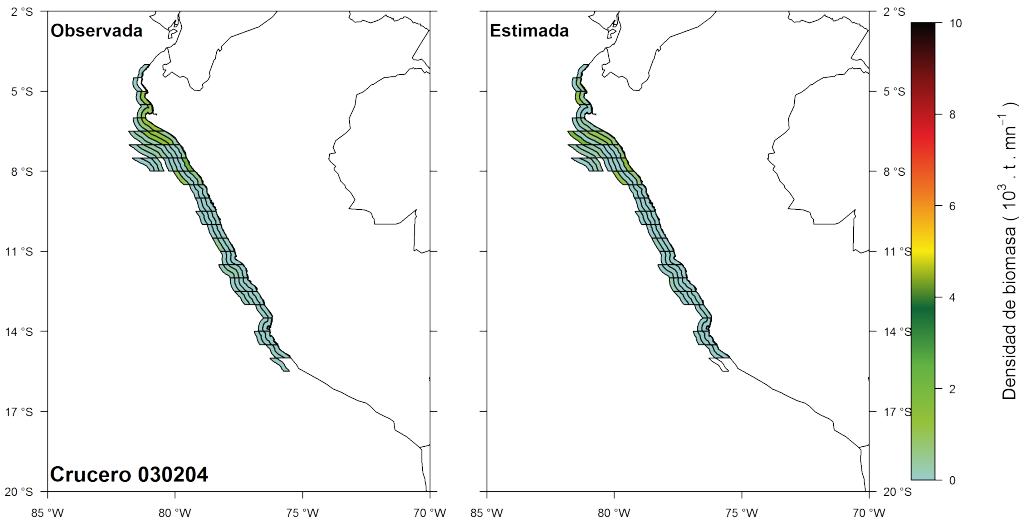 Observada
2 °S
5 °S
8 °S
11 °S
14 °S
17 °S
20 °S
85 °W
80 °W
75 °W
70 °W
Crucero 030204
Estimada
2 °S
5 °S
8 °S
11 °S
14 °S
17 °S
20 °S
85 °W
80 °W
75 °W
70 °W
10
8
6
4
2
0
Densidad de biomasa ( 10³ . t . mn⁻¹ )